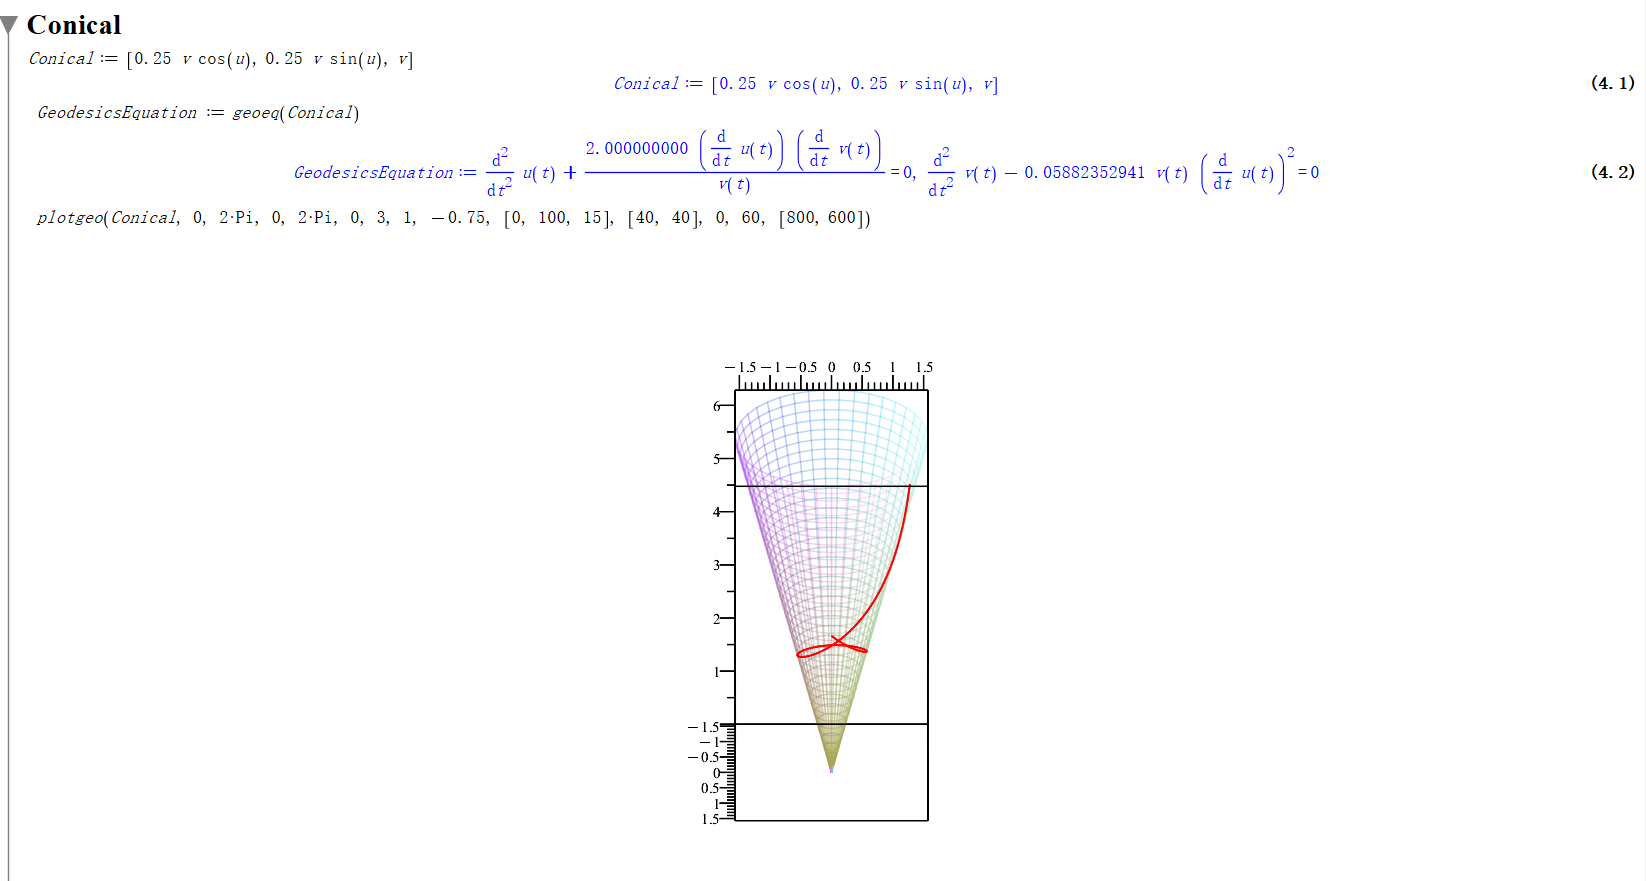 Conical
Conical := [0.25 v cos(u), 0.25 v sin(u), v]
Conical := [0.25 v cos(u), 0.25 v sin(u), v] (4.1)
GeodesicsEquation := geoeq(Conical)
GeodesicsEquation := d²/dt² u(t) + 2.000000000 (d/dt u(t)) (d/dt v(t)) / v(t) = 0, d²/dt² v(t) − 0.05882352941 v(t) (d/dt u(t))² = 0 (4.2)
plotgeo(Conical, 0, 2·Pi, 0, 2·Pi, 0, 3, 1, −0.75, [0, 100, 15], [40, 40], 0, 60, [800, 600])
−1.5 −1 −0.5 0 0.5 1 1.5
6
5
4
3
2
1
−1.5
−1
−0.5
0
0.5
1
1.5